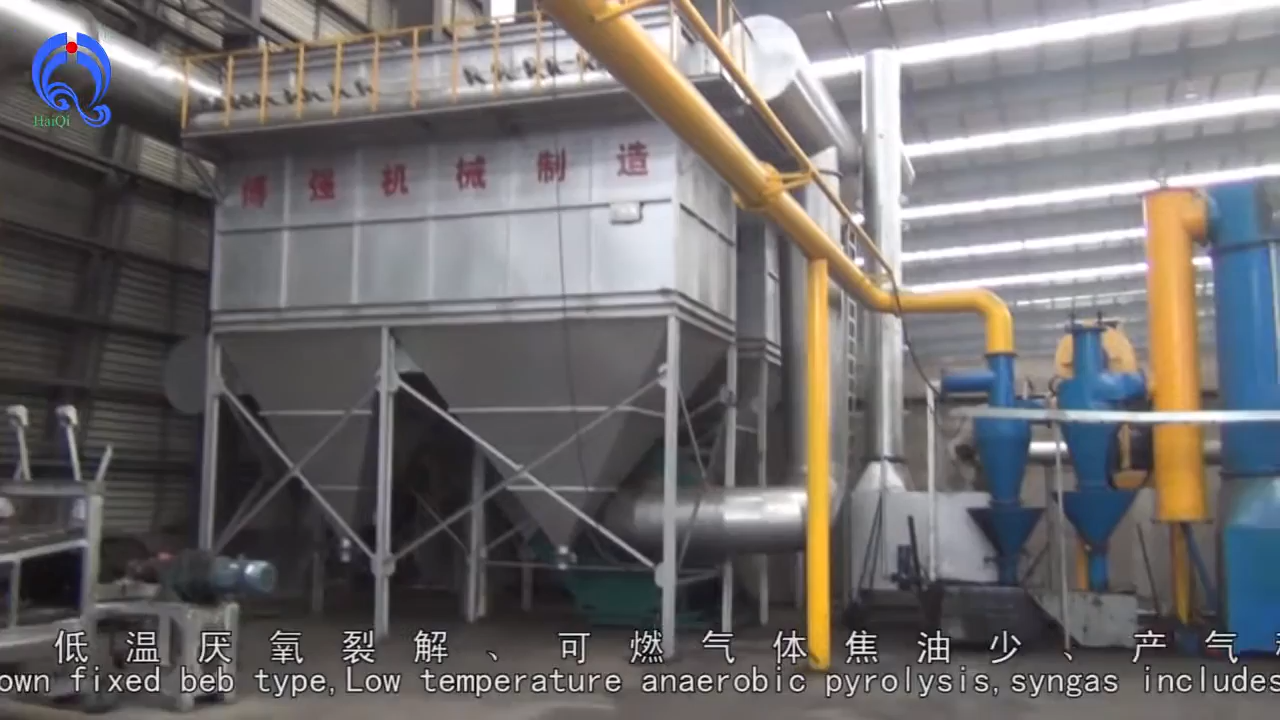 HaiQi
博强机械制造
低温厌氧裂解、可燃气体焦油少、产气
own fixed beb type,Low temperature anaerobic pyrolysis,syngas includes